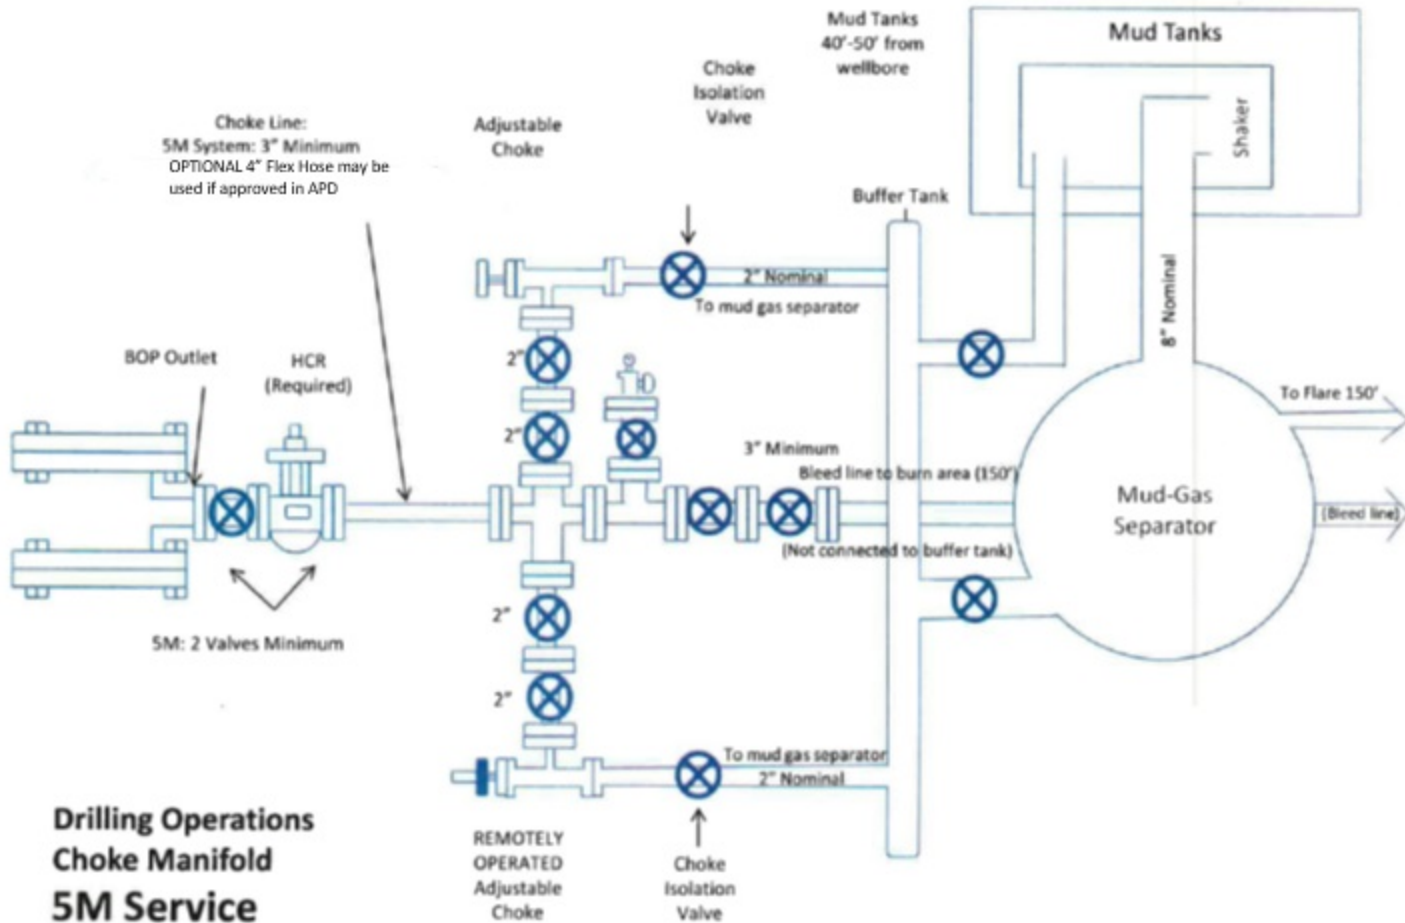 Mud Tanks
40'-50' from
wellbore
Mud Tanks
Shaker
Choke
Isolation
Valve
Choke Line:
5M System: 3" Minimum
OPTIONAL 4" Flex Hose may be
used if approved in APD
Adjustable
Choke
Buffer Tank
2" Nominal
To mud gas separator
8" Nominal
BOP Outlet
HCR
(Required)
2"
2"
To Flare 150'
3" Minimum
Bleed line to burn area (150')
Mud-Gas
Separator
(Bleed line)
(Not connected to buffer tank)
2"
5M: 2 Valves Minimum
2"
To mud gas separator
2" Nominal
Drilling Operations
Choke Manifold
5M Service
REMOTELY
OPERATED
Adjustable
Choke
Choke
Isolation
Valve